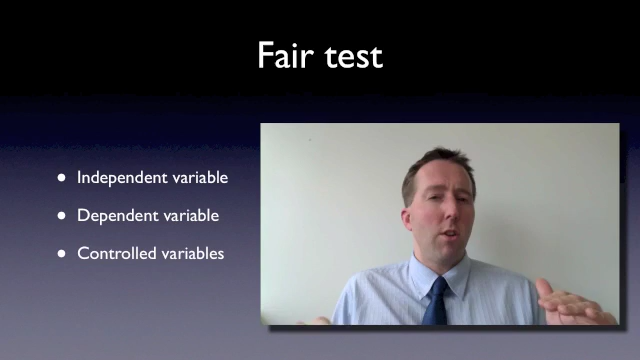 Fair test
• Independent variable
• Dependent variable
• Controlled variables